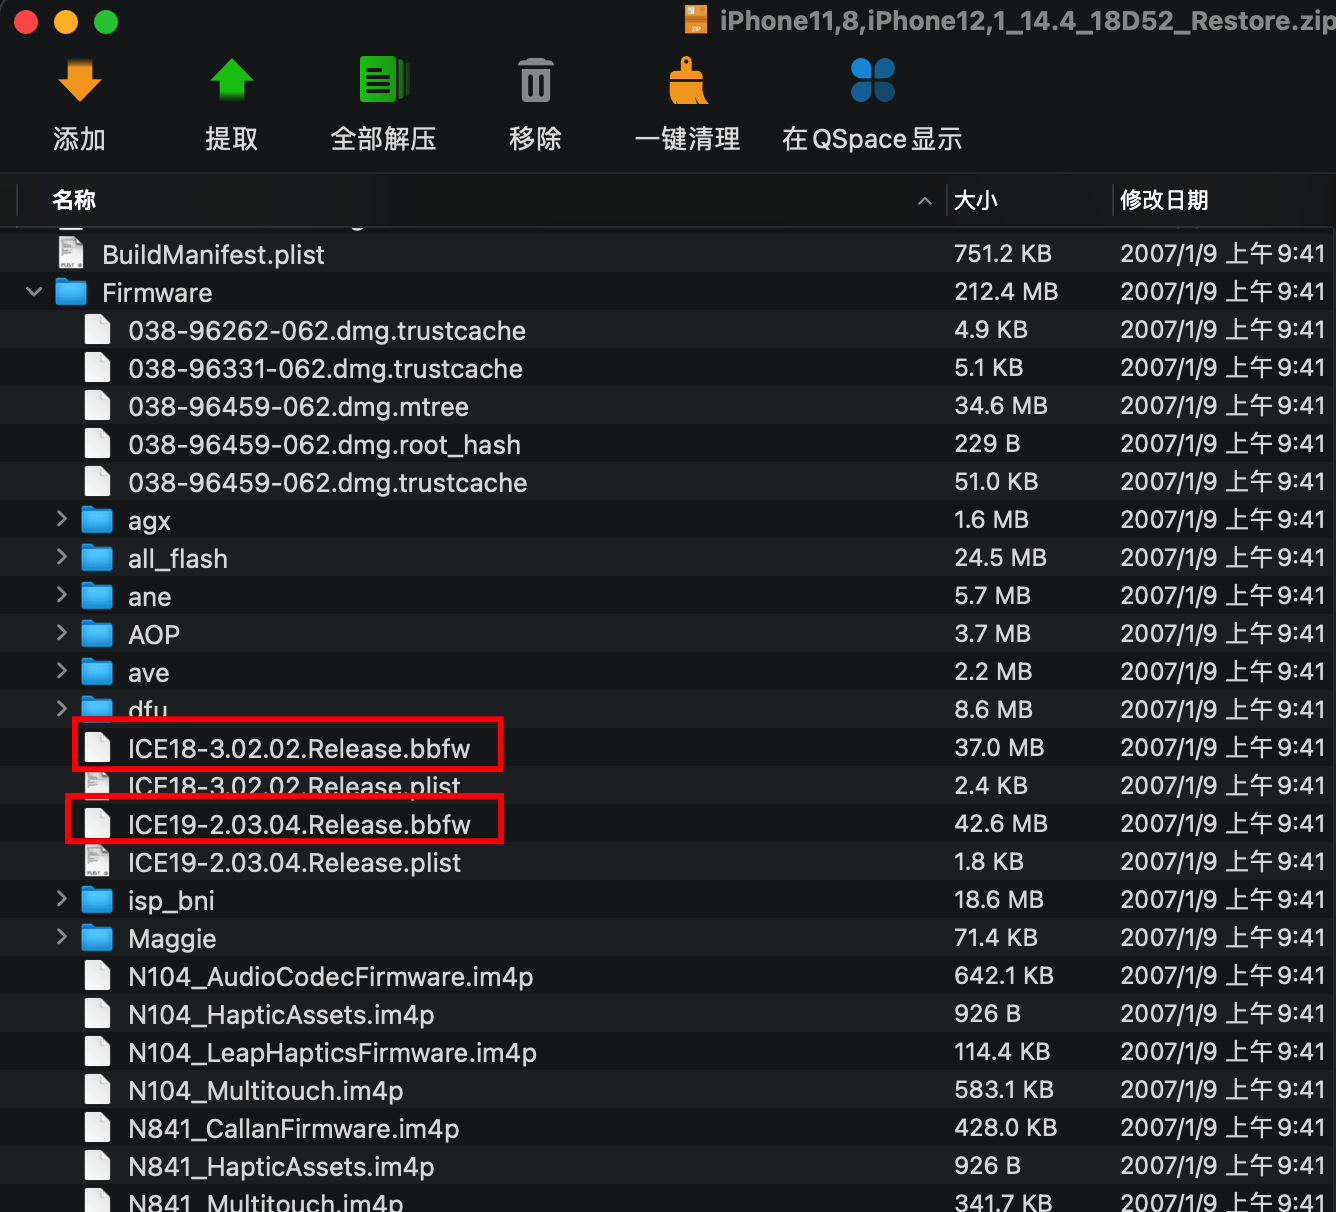 iPhone11,8,iPhone12,1_14.4_18D52_Restore.zip
添加 提取 全部解压 移除 一键清理 在 QSpace 显示
名称 大小 修改日期
BuildManifest.plist 751.2 KB 2007/1/9 上午 9:41
Firmware 212.4 MB 2007/1/9 上午 9:41
038-96262-062.dmg.trustcache 4.9 KB 2007/1/9 上午 9:41
038-96331-062.dmg.trustcache 5.1 KB 2007/1/9 上午 9:41
038-96459-062.dmg.mtree 34.6 MB 2007/1/9 上午 9:41
038-96459-062.dmg.root_hash 229 B 2007/1/9 上午 9:41
038-96459-062.dmg.trustcache 51.0 KB 2007/1/9 上午 9:41
agx 1.6 MB 2007/1/9 上午 9:41
all_flash 24.5 MB 2007/1/9 上午 9:41
ane 5.7 MB 2007/1/9 上午 9:41
AOP 3.7 MB 2007/1/9 上午 9:41
ave 2.2 MB 2007/1/9 上午 9:41
dfu 8.6 MB 2007/1/9 上午 9:41
ICE18-3.02.02.Release.bbfw 37.0 MB 2007/1/9 上午 9:41
ICE18-3.02.02.Release.plist 2.4 KB 2007/1/9 上午 9:41
ICE19-2.03.04.Release.bbfw 42.6 MB 2007/1/9 上午 9:41
ICE19-2.03.04.Release.plist 1.8 KB 2007/1/9 上午 9:41
isp_bni 18.6 MB 2007/1/9 上午 9:41
Maggie 71.4 KB 2007/1/9 上午 9:41
N104_AudioCodecFirmware.im4p 642.1 KB 2007/1/9 上午 9:41
N104_HapticAssets.im4p 926 B 2007/1/9 上午 9:41
N104_LeapHapticsFirmware.im4p 114.4 KB 2007/1/9 上午 9:41
N104_Multitouch.im4p 583.1 KB 2007/1/9 上午 9:41
N841_CallanFirmware.im4p 428.0 KB 2007/1/9 上午 9:41
N841_HapticAssets.im4p 926 B 2007/1/9 上午 9:41
N841_Multitouch.im4p 341.7 KB 2007/1/9 上午 9:41